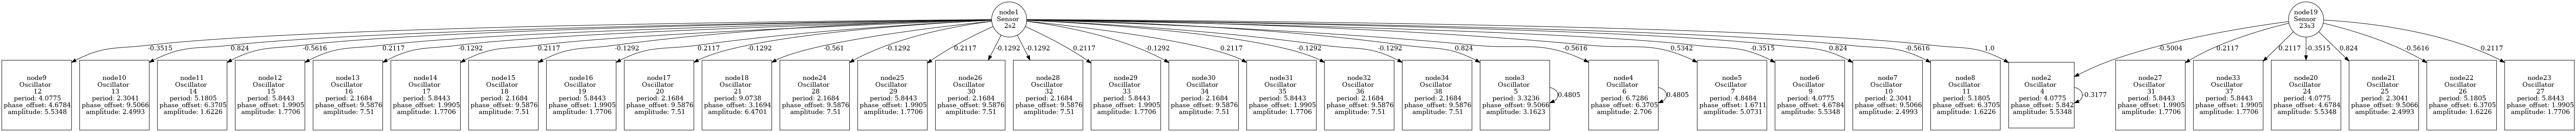 node1
Sensor
2s2
node19
Sensor
23s3
-0.3515
0.824
-0.5616
0.2117
-0.1292
0.2117
-0.1292
0.2117
-0.1292
-0.561
-0.1292
0.2117
-0.1292
-0.1292
0.2117
-0.1292
0.2117
-0.1292
-0.1292
0.824
-0.5616
0.5342
-0.3515
0.824
-0.5616
1.0
-0.5004
0.2117
0.2117
-0.3515
0.824
-0.5616
0.2117
node9
Oscillator
12
period: 4.0775
phase_offset: 4.6784
amplitude: 5.5348
node10
Oscillator
13
period: 2.3041
phase_offset: 9.5066
amplitude: 2.4993
node11
Oscillator
14
period: 5.1805
phase_offset: 6.3705
amplitude: 1.6226
node12
Oscillator
15
period: 5.8443
phase_offset: 1.9905
amplitude: 1.7706
node13
Oscillator
16
period: 2.1684
phase_offset: 9.5876
amplitude: 7.51
node14
Oscillator
17
period: 5.8443
phase_offset: 1.9905
amplitude: 1.7706
node15
Oscillator
18
period: 2.1684
phase_offset: 9.5876
amplitude: 7.51
node16
Oscillator
19
period: 5.8443
phase_offset: 1.9905
amplitude: 1.7706
node17
Oscillator
20
period: 2.1684
phase_offset: 9.5876
amplitude: 7.51
node18
Oscillator
21
period: 9.0738
phase_offset: 3.1694
amplitude: 6.4701
node24
Oscillator
28
period: 2.1684
phase_offset: 9.5876
amplitude: 7.51
node25
Oscillator
29
period: 5.8443
phase_offset: 1.9905
amplitude: 1.7706
node26
Oscillator
30
period: 2.1684
phase_offset: 9.5876
amplitude: 7.51
node28
Oscillator
32
period: 2.1684
phase_offset: 9.5876
amplitude: 7.51
node29
Oscillator
33
period: 5.8443
phase_offset: 1.9905
amplitude: 1.7706
node30
Oscillator
34
period: 2.1684
phase_offset: 9.5876
amplitude: 7.51
node31
Oscillator
35
period: 5.8443
phase_offset: 1.9905
amplitude: 1.7706
node32
Oscillator
36
period: 2.1684
phase_offset: 9.5876
amplitude: 7.51
node34
Oscillator
38
period: 2.1684
phase_offset: 9.5876
amplitude: 7.51
node3
Oscillator
5
period: 3.3236
phase_offset: 9.5066
amplitude: 3.1623
0.4805
node4
Oscillator
6
period: 6.7286
phase_offset: 6.3705
amplitude: 2.706
0.4805
node5
Oscillator
7
period: 4.8484
phase_offset: 1.6711
amplitude: 5.0731
node6
Oscillator
9
period: 4.0775
phase_offset: 4.6784
amplitude: 5.5348
node7
Oscillator
10
period: 2.3041
phase_offset: 9.5066
amplitude: 2.4993
node8
Oscillator
11
period: 5.1805
phase_offset: 6.3705
amplitude: 1.6226
node2
Oscillator
4
period: 4.0775
phase_offset: 5.842
amplitude: 5.5348
0.3177
node27
Oscillator
31
period: 5.8443
phase_offset: 1.9905
amplitude: 1.7706
node33
Oscillator
37
period: 5.8443
phase_offset: 1.9905
amplitude: 1.7706
node20
Oscillator
24
period: 4.0775
phase_offset: 4.6784
amplitude: 5.5348
node21
Oscillator
25
period: 2.3041
phase_offset: 9.5066
amplitude: 2.4993
node22
Oscillator
26
period: 5.1805
phase_offset: 6.3705
amplitude: 1.6226
node23
Oscillator
27
period: 5.8443
phase_offset: 1.9905
amplitude: 1.7706